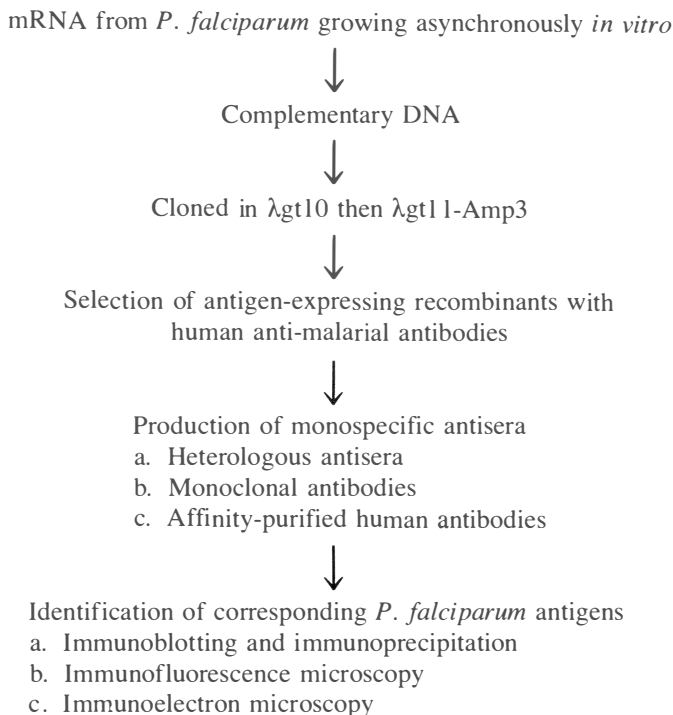 mRNA from P. falciparum growing asynchronously in vitro
Complementary DNA
Cloned in λgt10 then λgt11-Amp3
Selection of antigen-expressing recombinants with
human anti-malarial antibodies
Production of monospecific antisera
a. Heterologous antisera
b. Monoclonal antibodies
c. Affinity-purified human antibodies
Identification of corresponding P. falciparum antigens
a. Immunoblotting and immunoprecipitation
b. Immunofluorescence microscopy
c. Immunoelectron microscopy